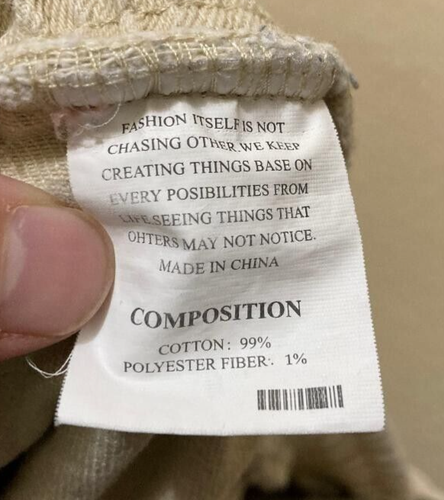 FASHION ITSELF IS NOT
CHASING OTHER.WE KEEP
CREATING THINGS BASE ON
EVERY POSIBILITIES FROM
LIFE.SEEING THINGS THAT
OHTERS MAY NOT NOTICE.
MADE IN CHINA
COMPOSITION
COTTON: 99%
POLYESTER FIBER: 1%